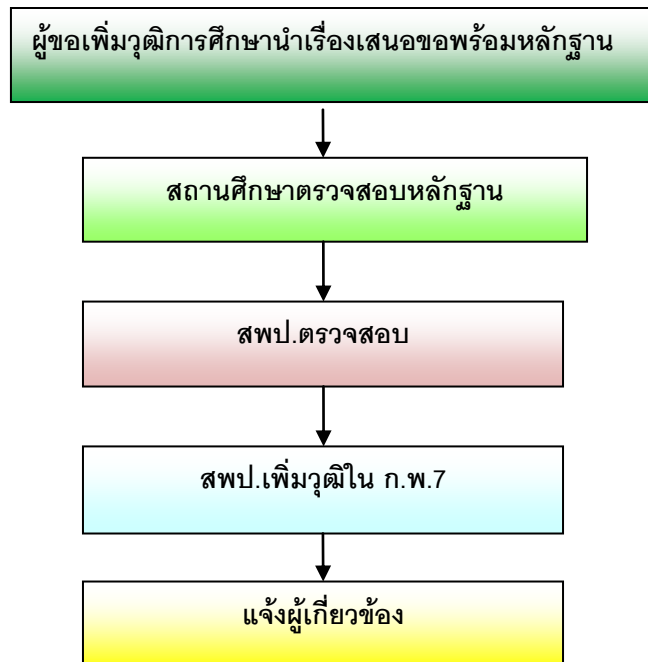 ผู้ขอเพิ่มวุฒิการศึกษานำเรื่องเสนอขอพร้อมหลักฐาน
สถานศึกษาตรวจสอบหลักฐาน
สพป.ตรวจสอบ
สพป.เพิ่มวุฒิใน ก.พ.7
แจ้งผู้เกี่ยวข้อง